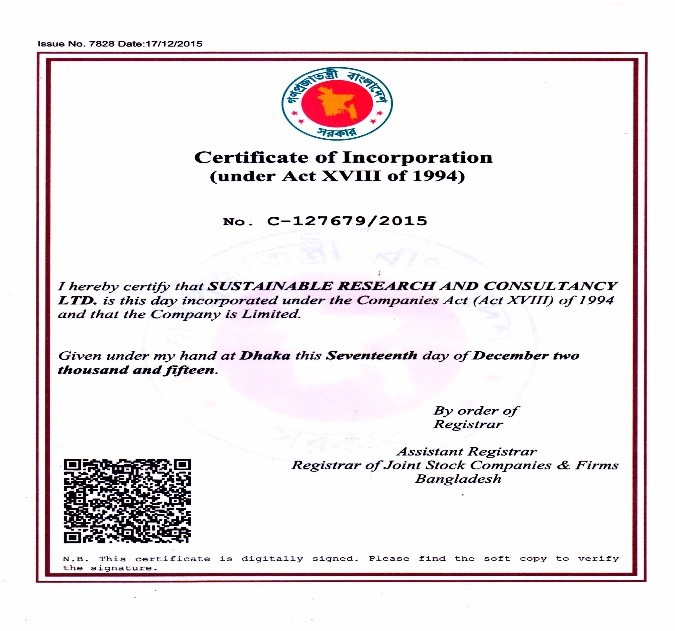 Issue No. 7828 Date:17/12/2015
গণপ্রজাতন্ত্রী বাংলাদেশ
সরকার
Certificate of Incorporation
(under Act XVIII of 1994)
No. C-127679/2015
I hereby certify that SUSTAINABLE RESEARCH AND CONSULTANCY
LTD. is this day incorporated under the Companies Act (Act XVIII) of 1994
and that the Company is Limited.
Given under my hand at Dhaka this Seventeenth day of December two
thousand and fifteen.
By order of
Registrar
Assistant Registrar
Registrar of Joint Stock Companies & Firms
Bangladesh
N.B. This certificate is digitally signed. Please find the soft copy to verify
the signature.